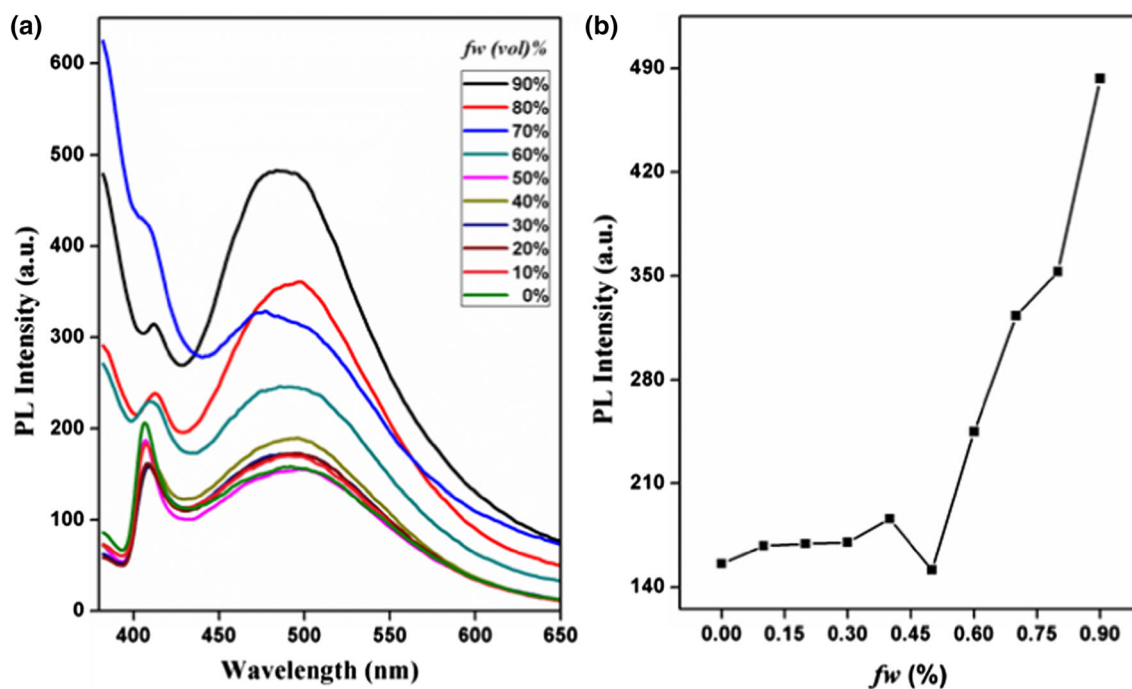 (a)
fw (vol)%
90%
80%
70%
60%
50%
40%
30%
20%
10%
0%
PL Intensity (a.u.)
600
500
400
300
200
100
0
400 450 500 550 600 650
Wavelength (nm)
(b)
PL Intensity (a.u.)
490
420
350
280
210
140
0.00 0.15 0.30 0.45 0.60 0.75 0.90
fw (%)